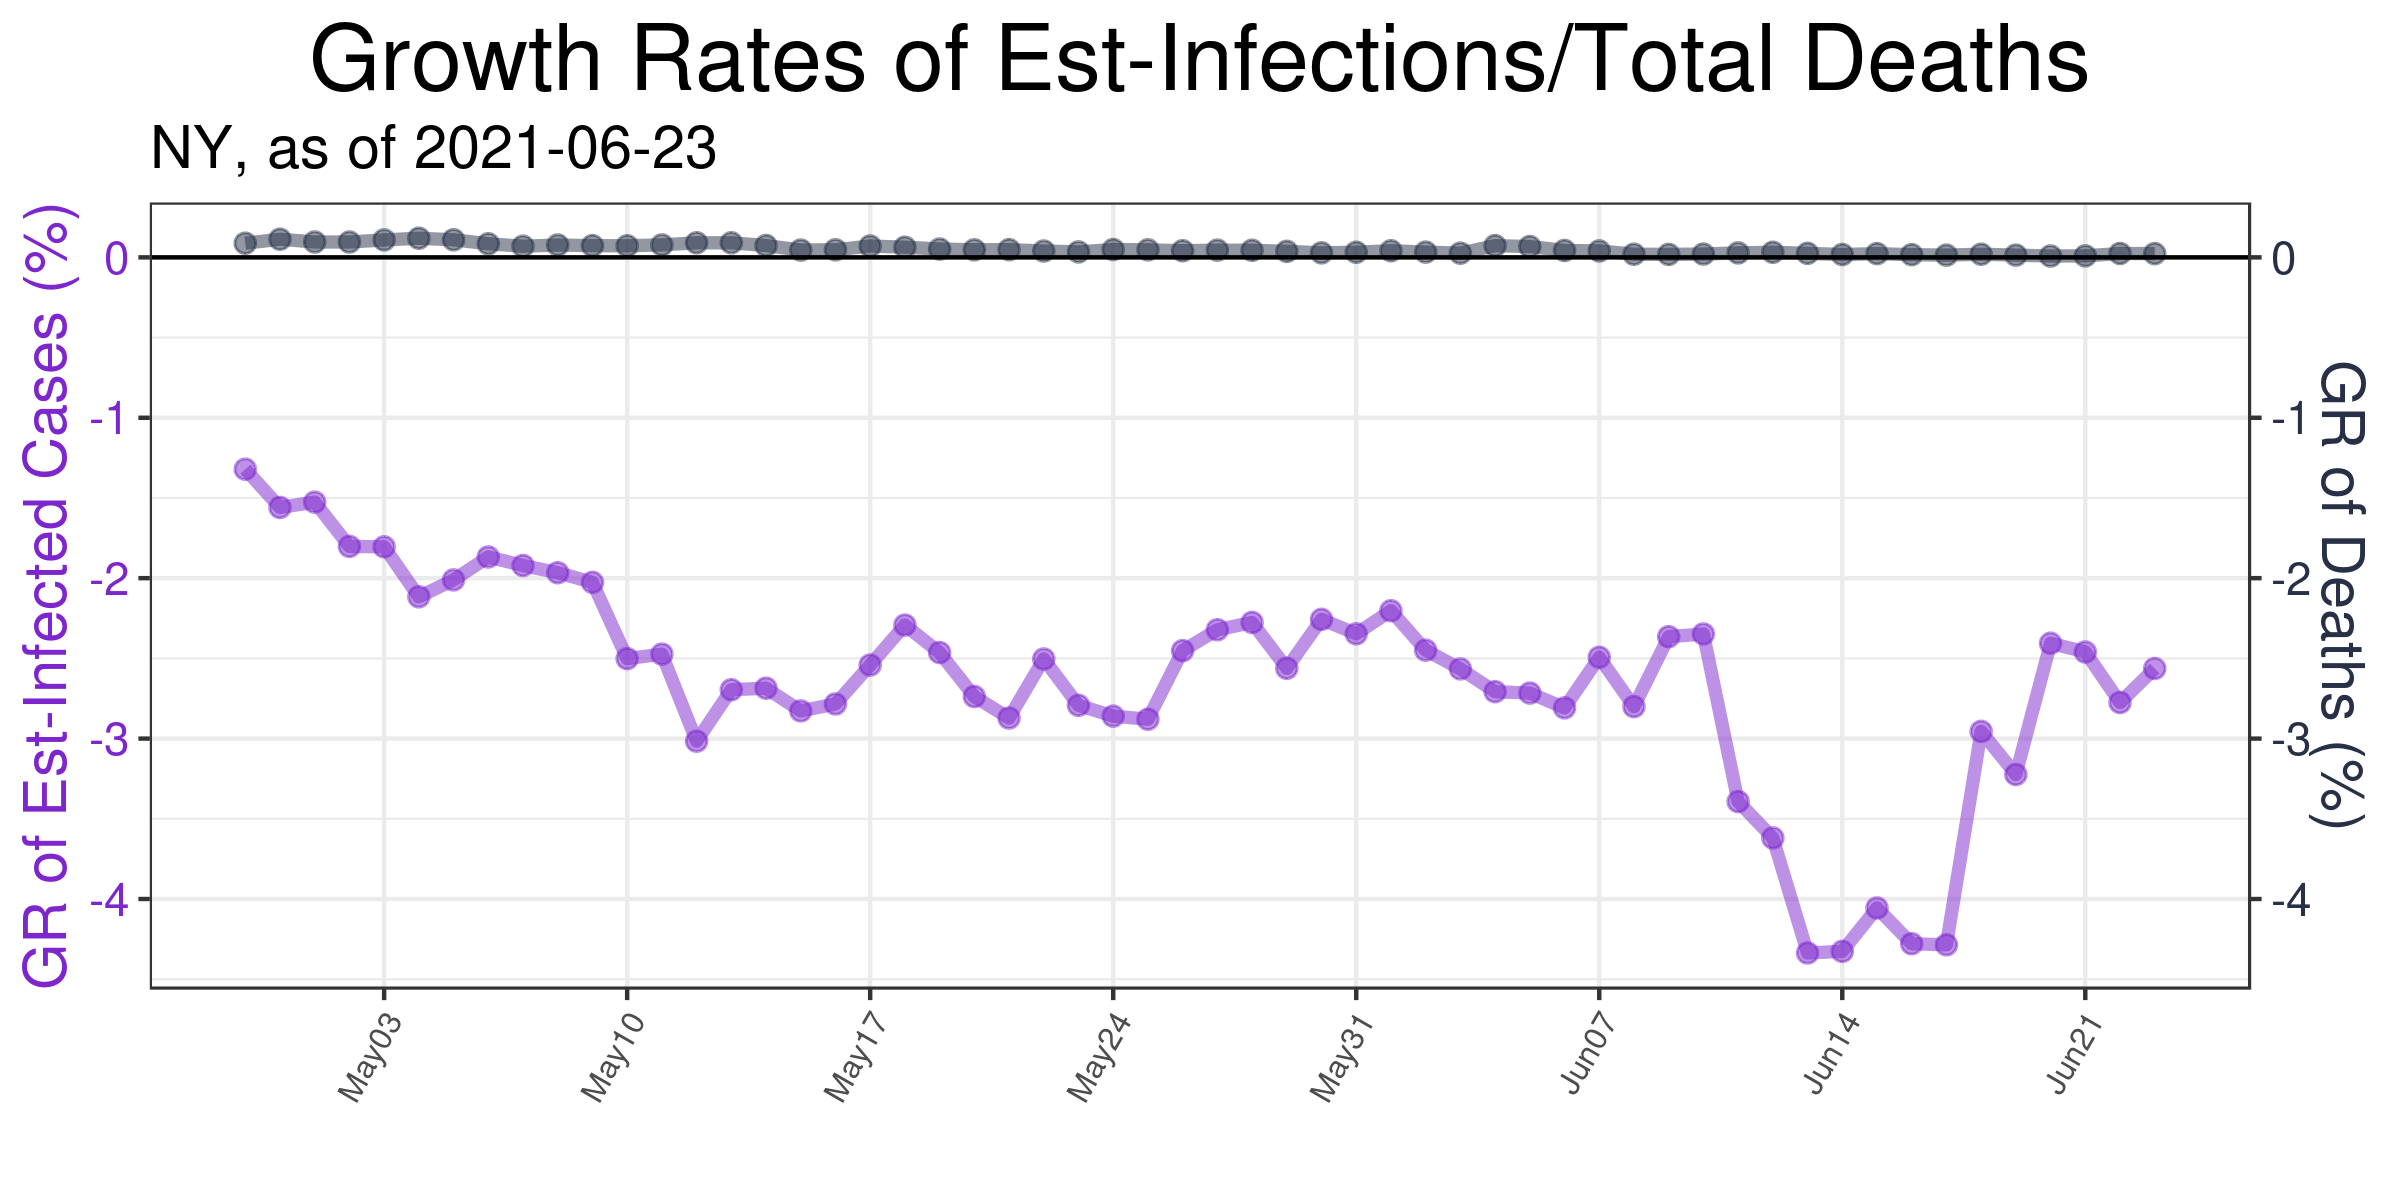 Growth Rates of Est-Infections/Total Deaths
NY, as of 2021-06-23
GR of Est-Infected Cases (%)
0
-1
-2
-3
-4
0
-1
-2
-3
-4
GR of Deaths (%)
May03
May10
May17
May24
May31
Jun07
Jun14
Jun21